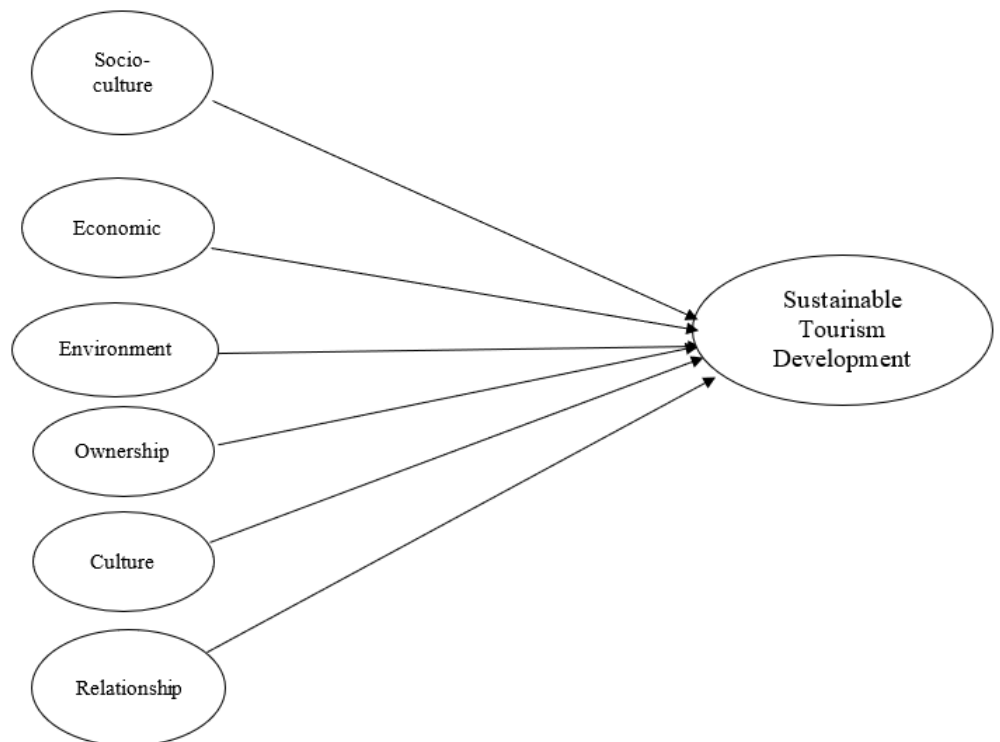 Socio-
culture
Economic
Environment
Ownership
Culture
Relationship
Sustainable
Tourism
Development